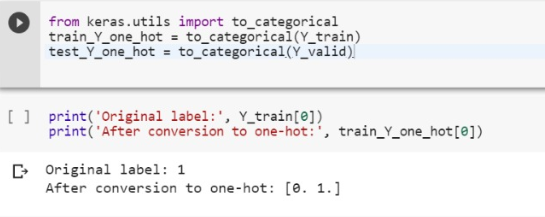 from keras.utils import to_categorical
train_Y_one_hot = to_categorical(Y_train)
test_Y_one_hot = to_categorical(Y_valid)
[ ] print('Original label:', Y_train[0])
print('After conversion to one-hot:', train_Y_one_hot[0])
Original label: 1
After conversion to one-hot: [0. 1.]